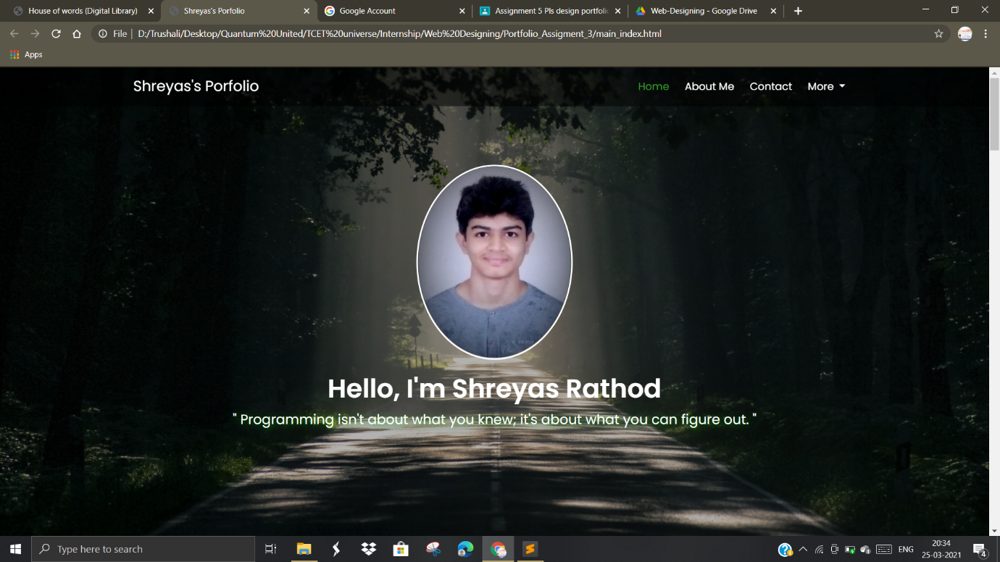 House of words (Digital Library)
Shreyas's Porfolio
Google Account
Assignment 5 Pls design portfolio
Web-Designing - Google Drive
File | D:/Trushali/Desktop/Quantum%20United/TCET%20universe/Internship/Web%20Designing/Portfolio_Assigment_3/main_index.html
Apps
Shreyas's Porfolio
Home About Me Contact More
Hello, I'm Shreyas Rathod
" Programming isn't about what you knew; it's about what you can figure out. "
Type here to search
ENG
20:34
25-03-2021
4